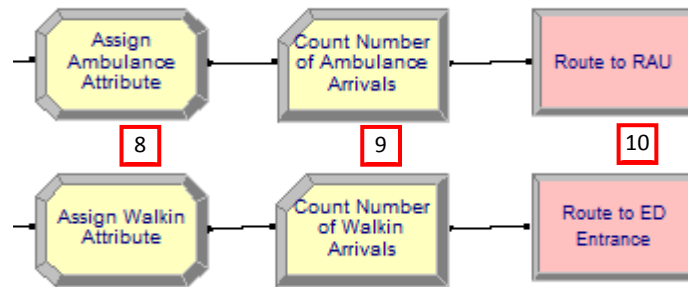 Assign
Ambulance
Attribute
Count Number
of Ambulance
Arrivals
Route to RAU
8
9
10
Assign Walkin
Attribute
Count Number
of Walkin
Arrivals
Route to ED
Entrance